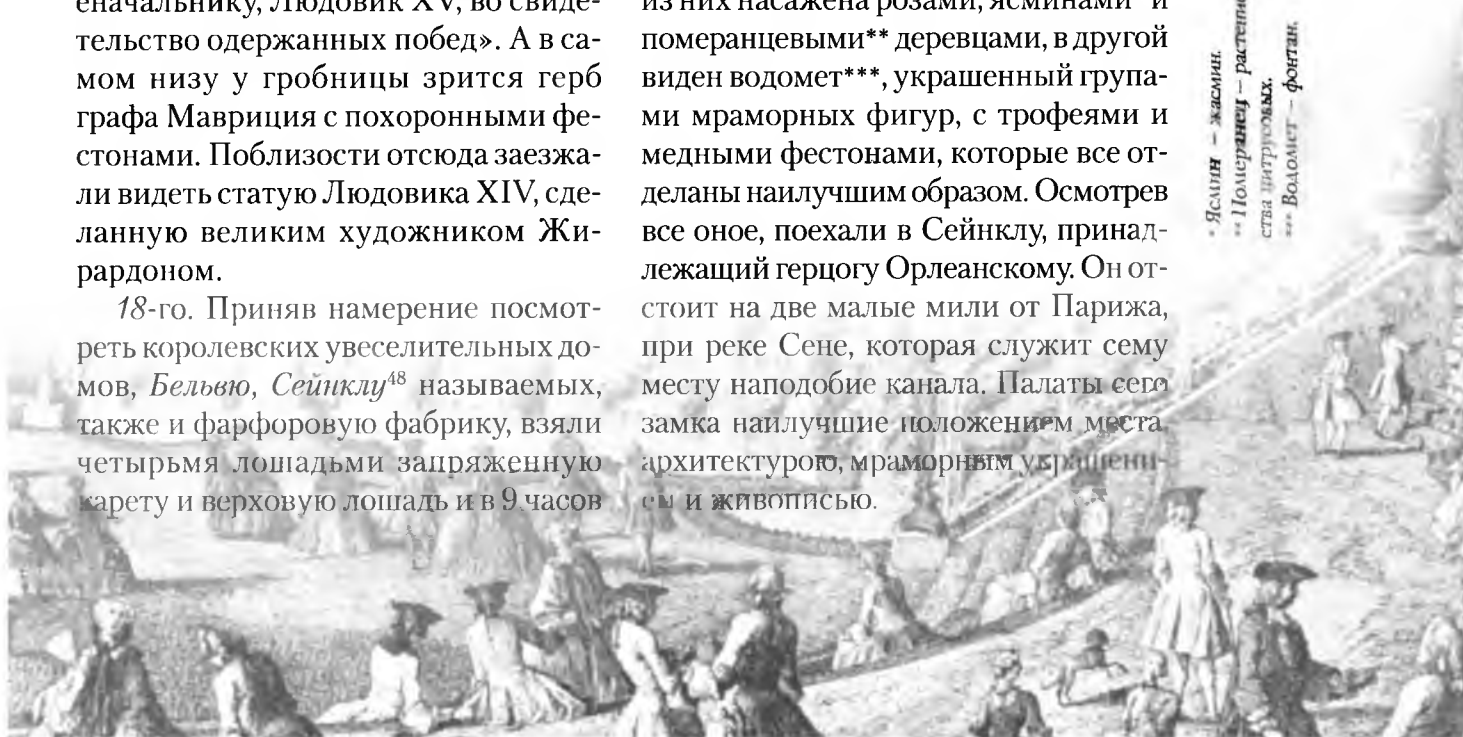 еначальнику, Людовик XV, во свиде-
тельство одержанных побед». А в са-
мом низу у гробницы зрится герб
графа Мавриция с похоронными фе-
стонами. Поблизости отсюда заезжа-
ли видеть статую Людовика XIV, сде-
ланную великим художником Жи-
рардоном.
18-го. Приняв намерение посмот-
реть королевских увеселительных до-
мов, Бельвю, Сейнклу48 называемых,
также и фарфоровую фабрику, взяли
четырьмя лошадьми запряженную
карету и верховую лошадь и в 9 часов
из них насажена розами, ясминами* и
померанцевыми** деревцами, в другой
виден водомет***, украшенный група-
ми мраморных фигур, с трофеями и
медными фестонами, которые все от-
деланы наилучшим образом. Осмотрев
все оное, поехали в Сейнклу, принад-
лежащий герцогу Орлеанскому. Он от-
стоит на две малые мили от Парижа,
при реке Сене, которая служит сему
месту наподобие канала. Палаты сего
замка наилучшие положением места,
архитектурою, мраморным украшени-
ем и живописью.
* Ясмин – жасмин.
** Померанец – растение
ства цитрусовых.
*** Водомет – фонтан.